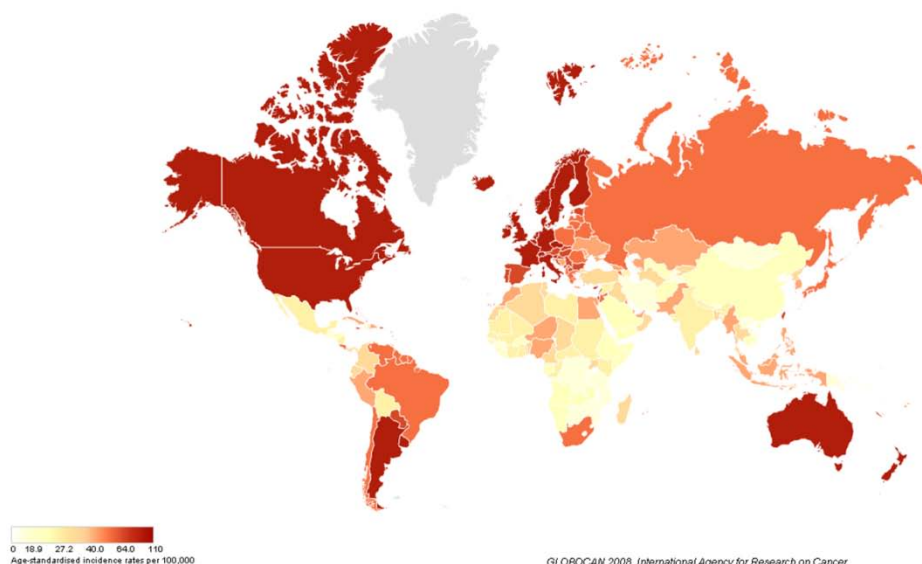 0 18.9 27.2 40.0 64.0 110
Age-standardised incidence rates per 100,000
GLOBOCAN 2008, International Agency for Research on Cancer